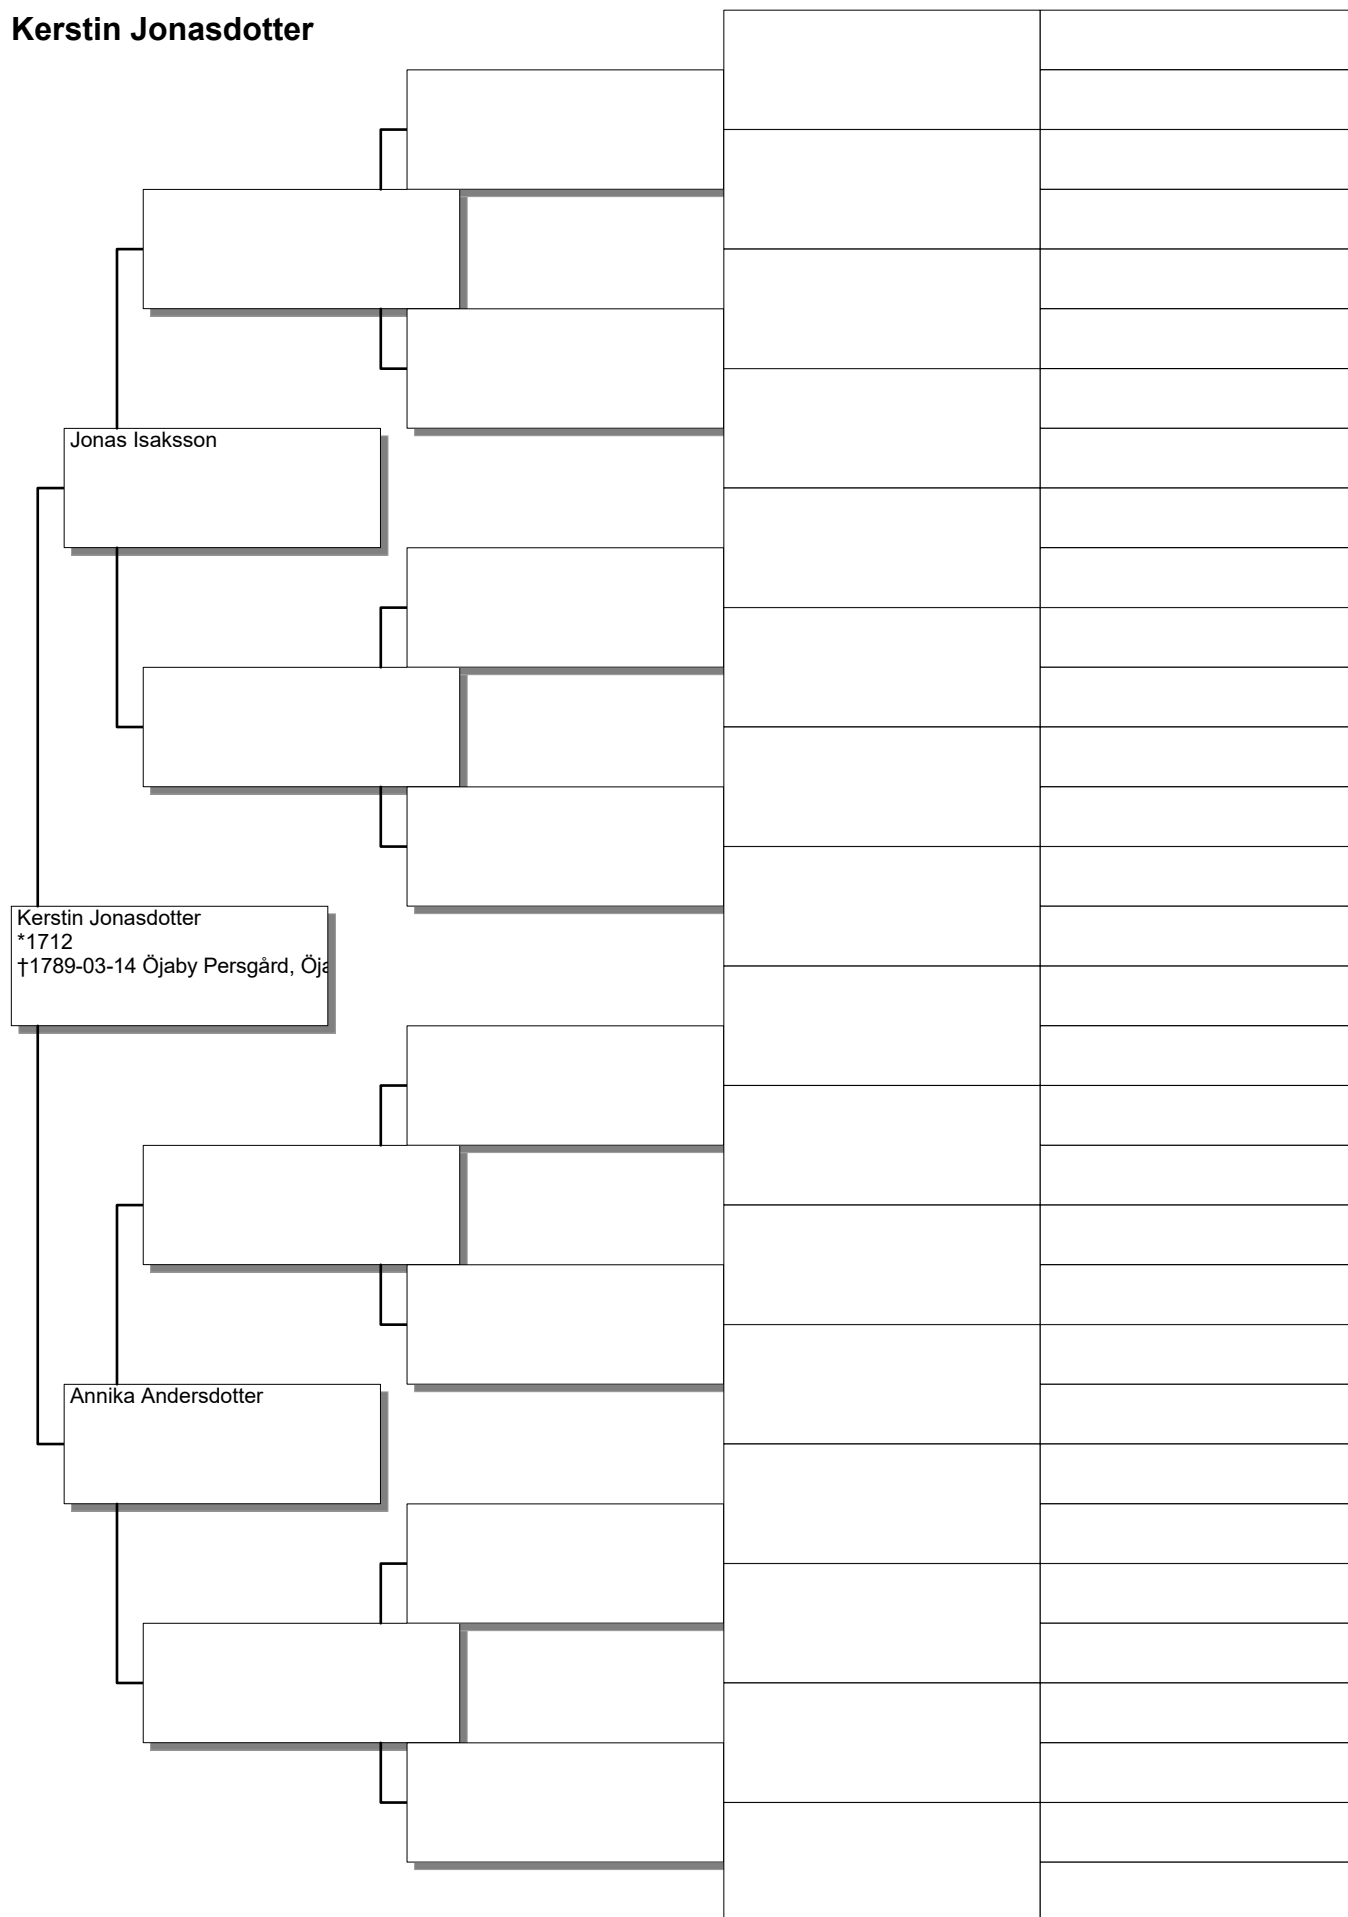 Kerstin Jonasdotter
Jonas Isaksson
Kerstin Jonasdotter
*1712
†1789-03-14 Öjaby Persgård, Öja
Annika Andersdotter